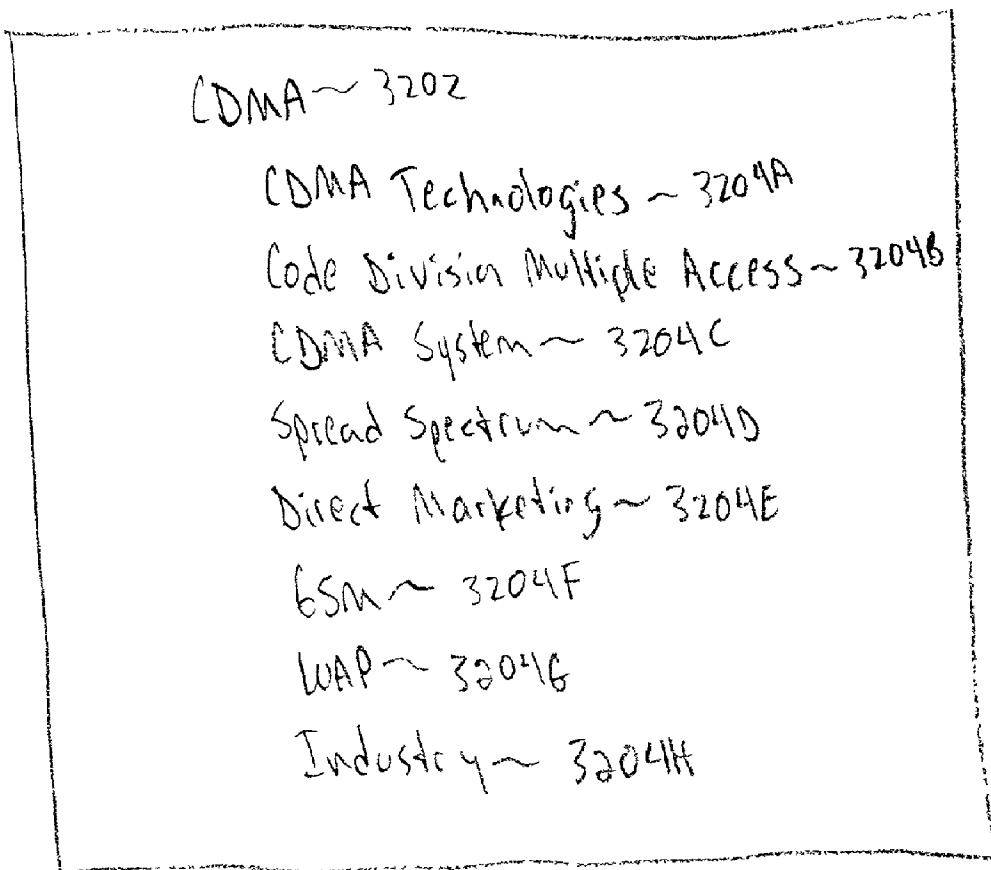 CDMA ~ 3202
CDMA Technologies ~ 3204A
Code Division Multiple Access ~ 3204B
CDMA System ~ 3204C
Spread Spectrum ~ 3204D
Direct Marketing ~ 3204E
GSM ~ 3204F
WAP ~ 3204G
Industry ~ 3204H